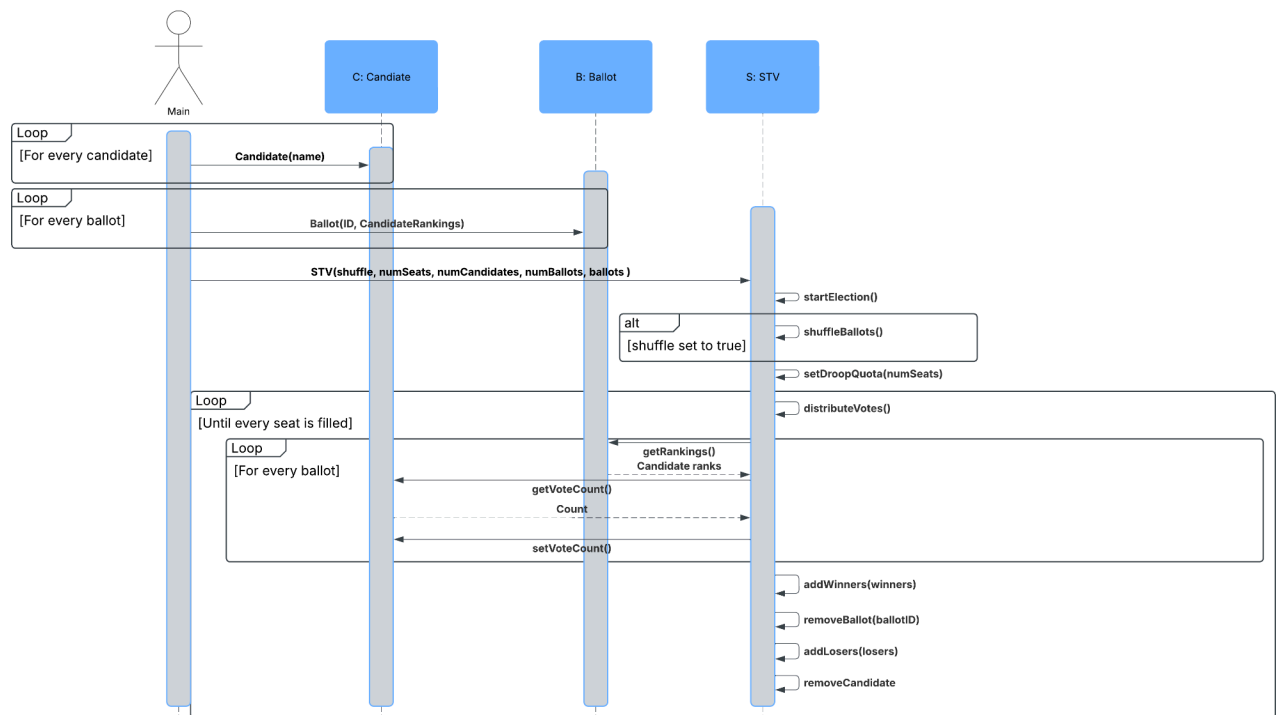 C: Candiate
B: Ballot
S: STV
Main
Loop
[For every candidate]
Candidate(name)
Loop
[For every ballot]
Ballot(ID, CandidateRankings)
STV(shuffle, numSeats, numCandidates, numBallots, ballots )
startElection()
alt
[shuffle set to true]
shuffleBallots()
setDroopQuota(numSeats)
Loop
[Until every seat is filled]
distributeVotes()
Loop
[For every ballot]
getRankings()
Candidate ranks
getVoteCount()
Count
setVoteCount()
addWinners(winners)
removeBallot(ballotID)
addLosers(losers)
removeCandidate